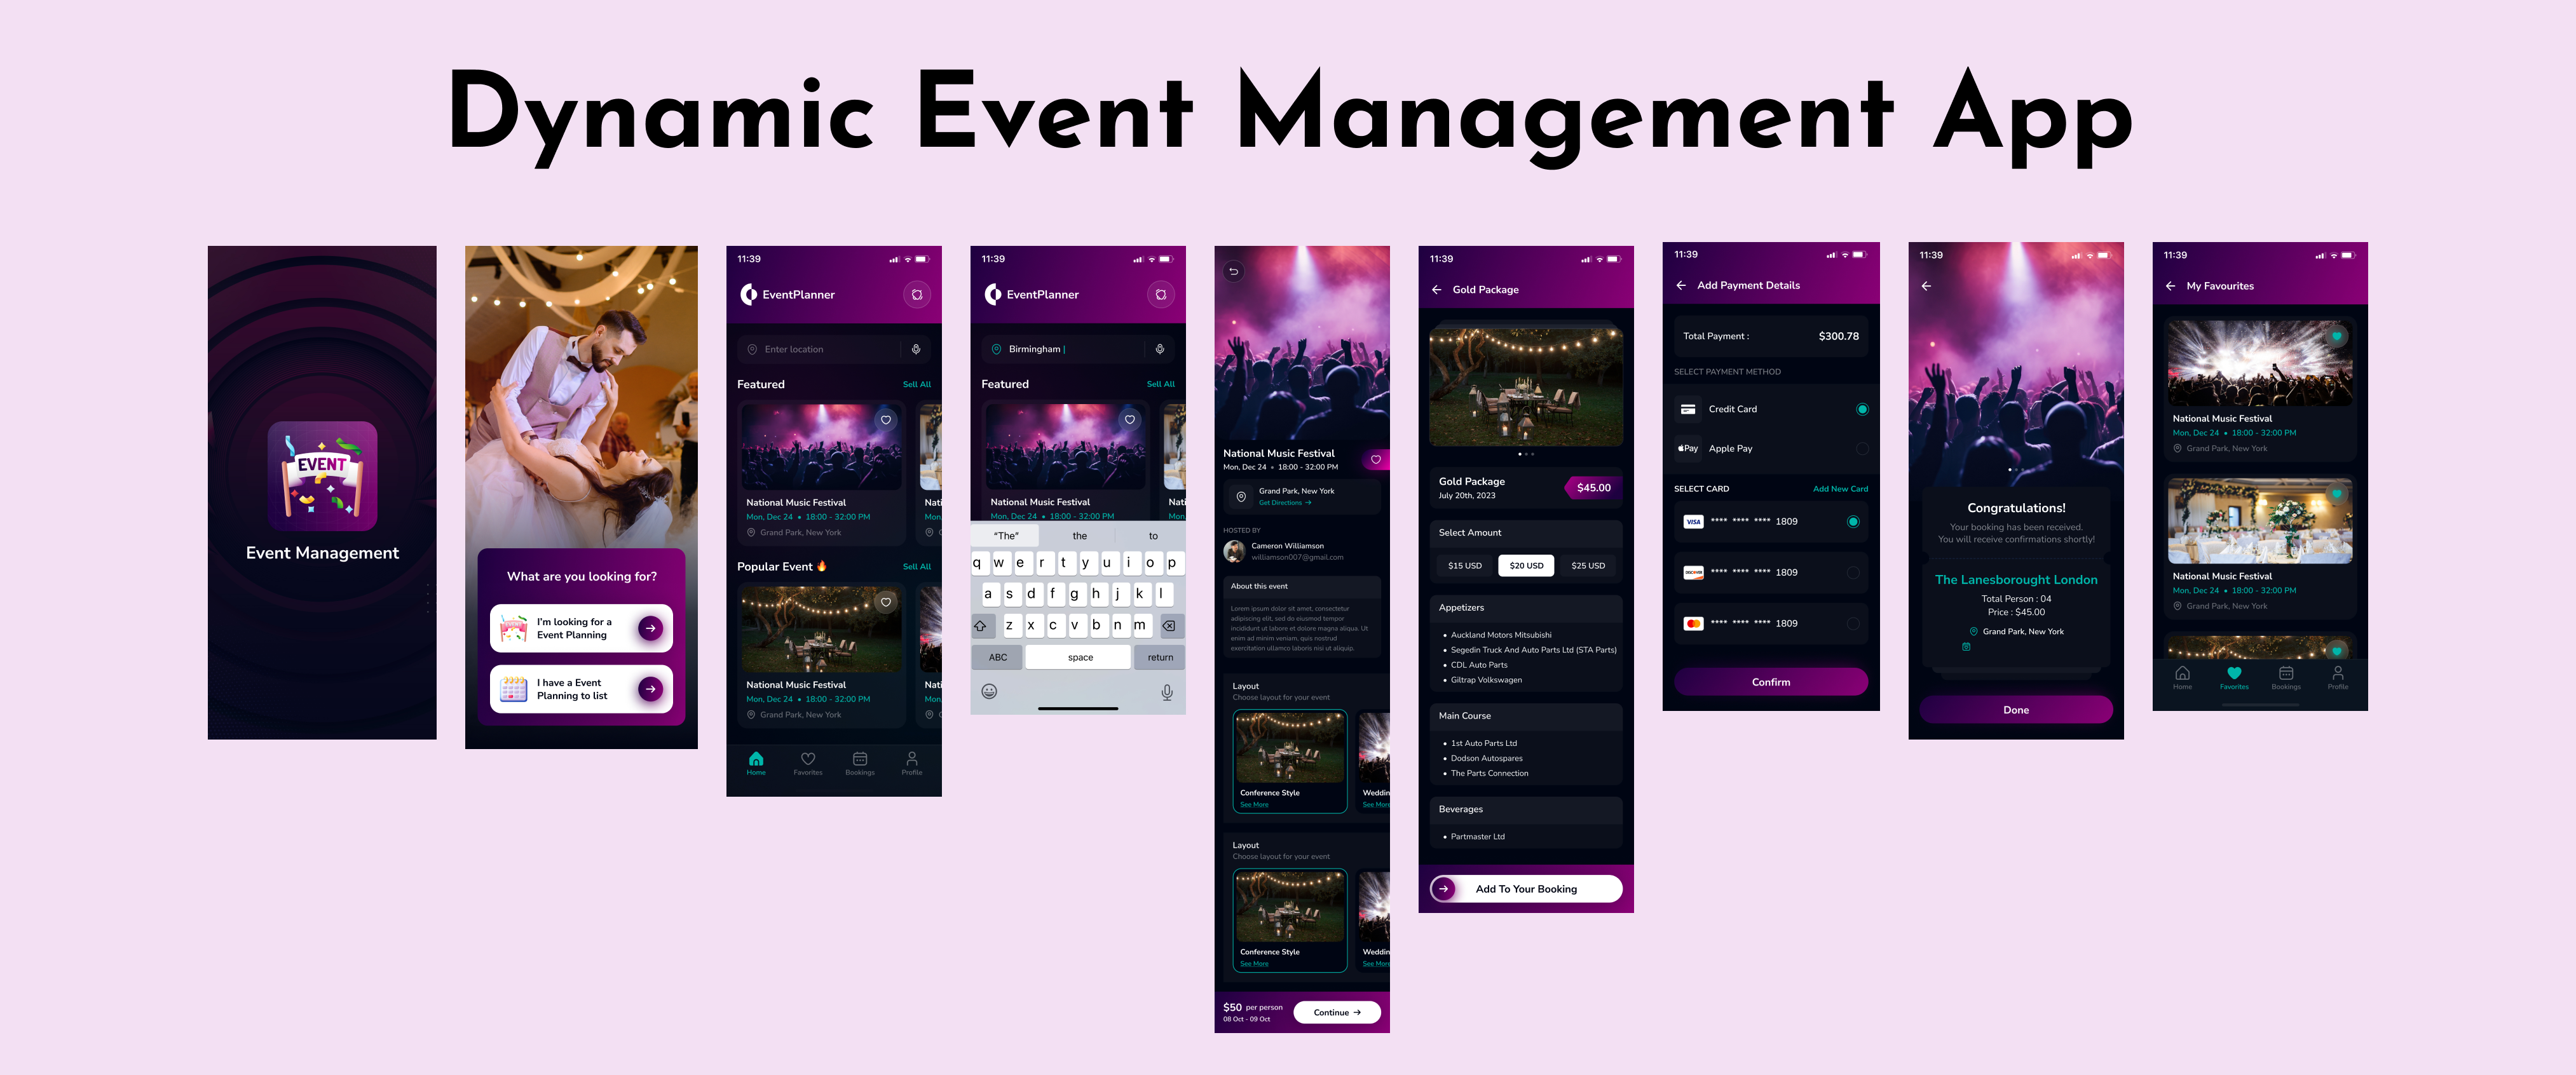 Dynamic Event Management App
EVENT
Event Management
What are you looking for?
I'm looking for a
Event Planning
I have a Event
Planning to list
11:39
EventPlanner
Enter location
Featured
Sell All
National Music Festival
Mon, Dec 24 • 18:00 - 32:00 PM
Grand Park, New York
Nati
Mon,
Popular Event 🔥
Sell All
National Music Festival
Mon, Dec 24 • 18:00 - 32:00 PM
Grand Park, New York
Nati
Mon,
Home
Favorites
Bookings
Profile
11:39
EventPlanner
Birmingham |
Featured
Sell All
National Music Festival
Mon, Dec 24 • 18:00 - 32:00 PM
Nati
Mon,
"The"
the
to
q w e r t y u i o p
a s d f g h j k l
z x c v b n m
ABC
space
return
National Music Festival
Mon, Dec 24 • 18:00 - 32:00 PM
Grand Park, New York
Get Directions →
HOSTED BY
Cameron Williamson
williamson007@gmail.com
About this event
Lorem ipsum dolor sit amet, consectetur
adipiscing elit, sed do eiusmod temper
incididunt ut labore et dolore magna aliqua. Ut
enim ad minim veniam, quis nostrud
exercitation ullamco laboris nisi ut aliquip.
Layout
Choose layout for your event
Conference Style
See More
Weddin
See More
Layout
Choose layout for your event
Conference Style
See More
Weddin
See More
$50 per person
08 Oct - 09 Oct
Continue →
11:39
Gold Package
Gold Package
July 20th, 2023
$45.00
Select Amount
$15 USD
$20 USD
$25 USD
Appetizers
• Auckland Motors Mitsubishi
• Segedin Truck And Auto Parts Ltd (STA Parts)
• CDL Auto Parts
• Giltrap Volkswagen
Main Course
• 1st Auto Parts Ltd
• Dodson Autospares
• The Parts Connection
Beverages
• Partmaster Ltd
Add To Your Booking
11:39
Add Payment Details
Total Payment :
$300.78
SELECT PAYMENT METHOD
Credit Card
Pay
Apple Pay
SELECT CARD
Add New Card
VISA
**** **** **** 1809
DISCOVER
**** **** **** 1809
**** **** **** 1809
Confirm
11:39
Congratulations!
Your booking has been received,
You will receive confirmations shortly!
The Lanesborought London
Total Person : 04
Price : $45.00
Grand Park, New York
Done
11:39
My Favourites
National Music Festival
Mon, Dec 24 • 18:00 - 32:00 PM
Grand Park, New York
National Music Festival
Mon, Dec 24 • 18:00 - 32:00 PM
Grand Park, New York
Home
Favorites
Bookings
Profile